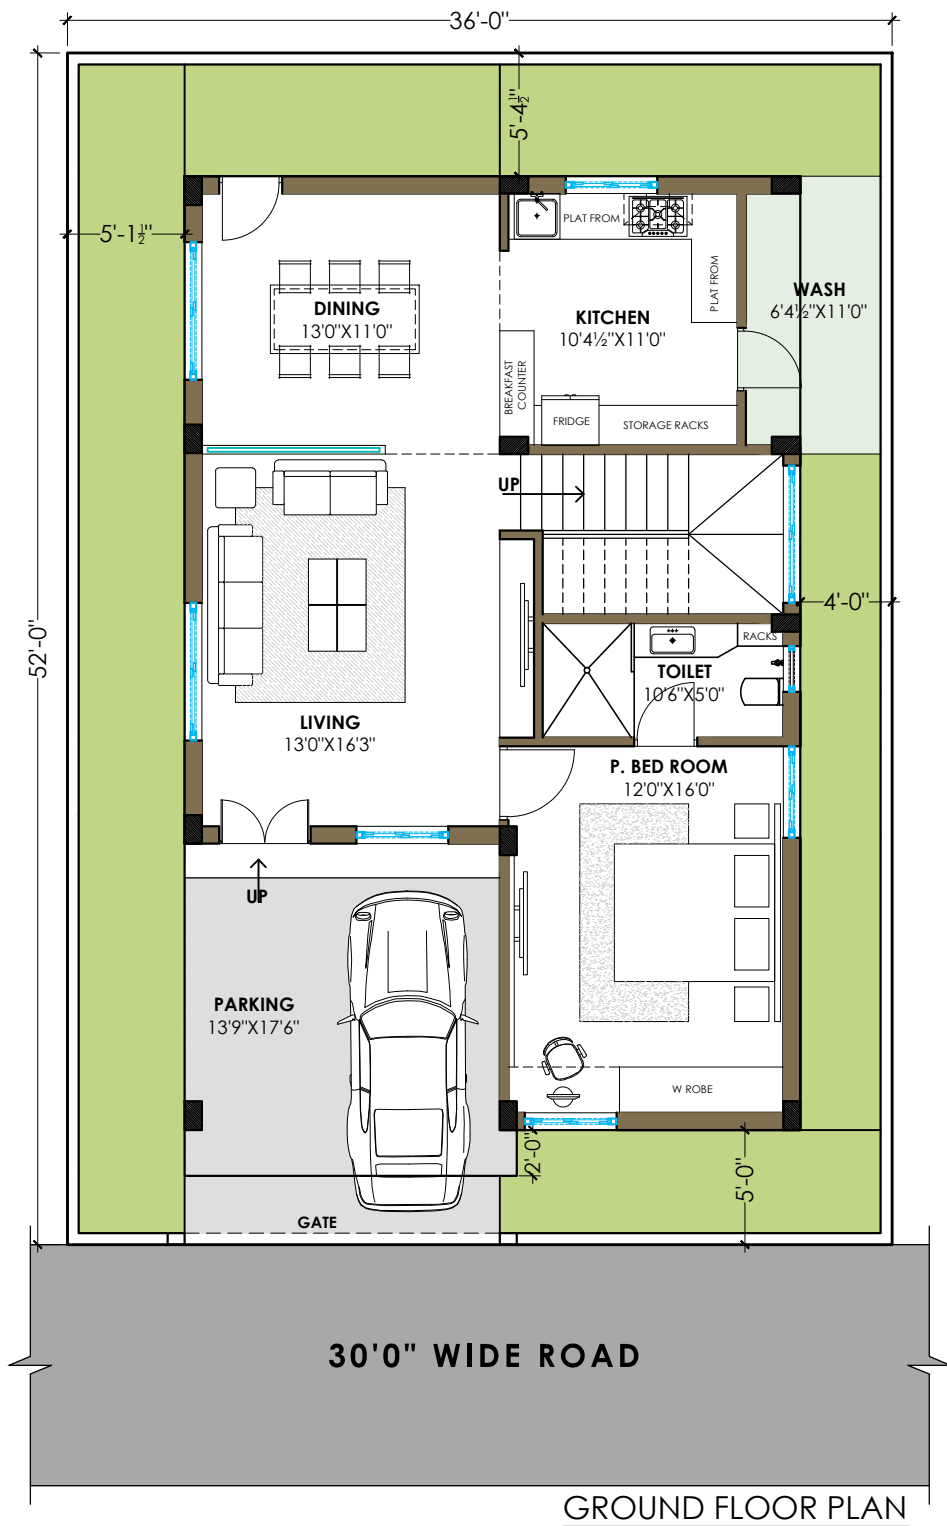 36'-0"
5'-4½"
5'-1½"
PLAT FROM
PLAT FROM
DINING
13'0"X11'0"
KITCHEN
10'4½"X11'0"
WASH
6'4½"X11'0"
BREAKFAST
COUNTER
FRIDGE
STORAGE RACKS
UP
52'-0"
4'-0"
RACKS
TOILET
10'6"X5'0"
LIVING
13'0"X16'3"
P. BED ROOM
12'0"X16'0"
UP
PARKING
13'9"X17'6"
W ROBE
2'-0"
5'-0"
GATE
30'0" WIDE ROAD
GROUND FLOOR PLAN